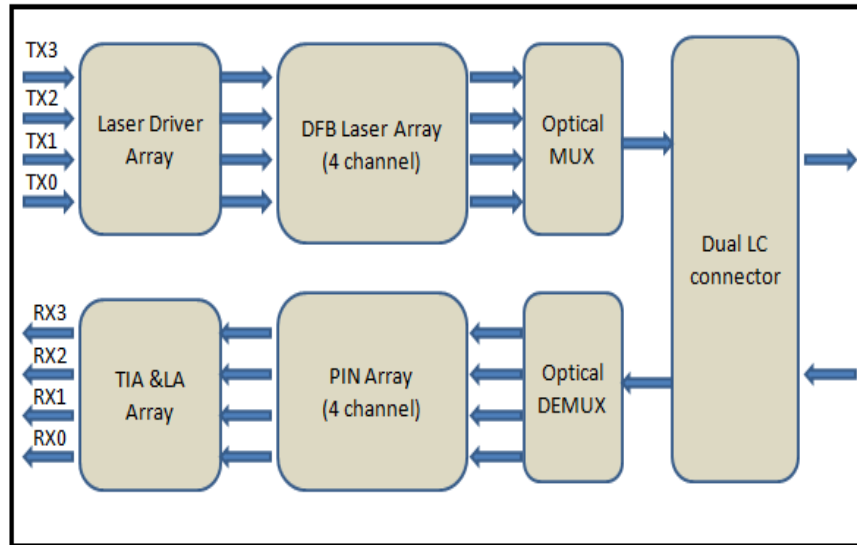 TX3
TX2
TX1
TX0
Laser Driver
Array
DFB Laser Array
(4 channel)
Optical
MUX
Dual LC
connector
RX3
RX2
RX1
RX0
TIA &LA
Array
PIN Array
(4 channel)
Optical
DEMUX